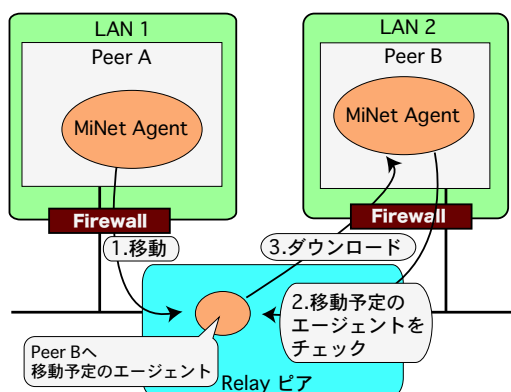 LAN 1
Peer A
MiNet Agent
Firewall
LAN 2
Peer B
MiNet Agent
Firewall
1.移動
3.ダウンロード
2.移動予定の
エージェントを
チェック
Peer Bへ
移動予定のエージェント
Relay ピア